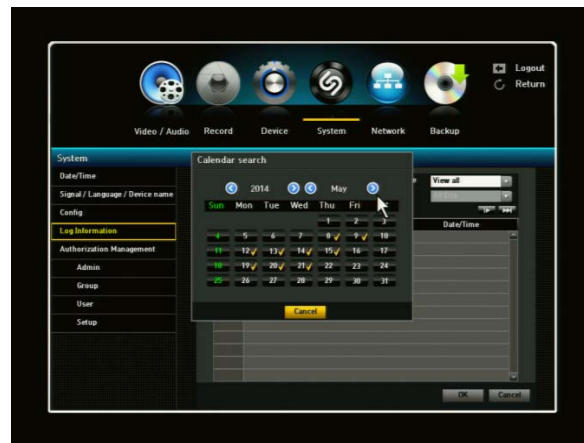 Logout
Return
Video / Audio Record Device System Network Backup
System
Date/Time
Signal / Language / Device name
Config
Log Information
Authorization Management
Admin
Group
User
Setup
Calendar search
2014 May
Sun Mon Tue Wed Thu Fri
1 2 3
4 5 6 7 8 9 10
11 12 13 14 15 16 17
18 19 20 21 22 23 24
25 26 27 28 29 30 31
Cancel
View all
Date/Time
OK Cancel